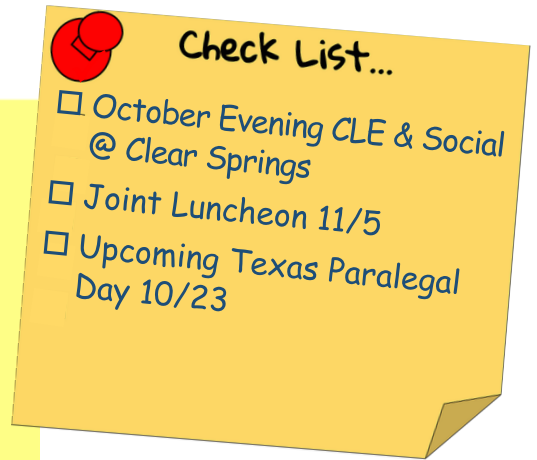 Check List...
☐ October Evening CLE & Social
@ Clear Springs
☐ Joint Luncheon 11/5
☐ Upcoming Texas Paralegal
Day 10/23